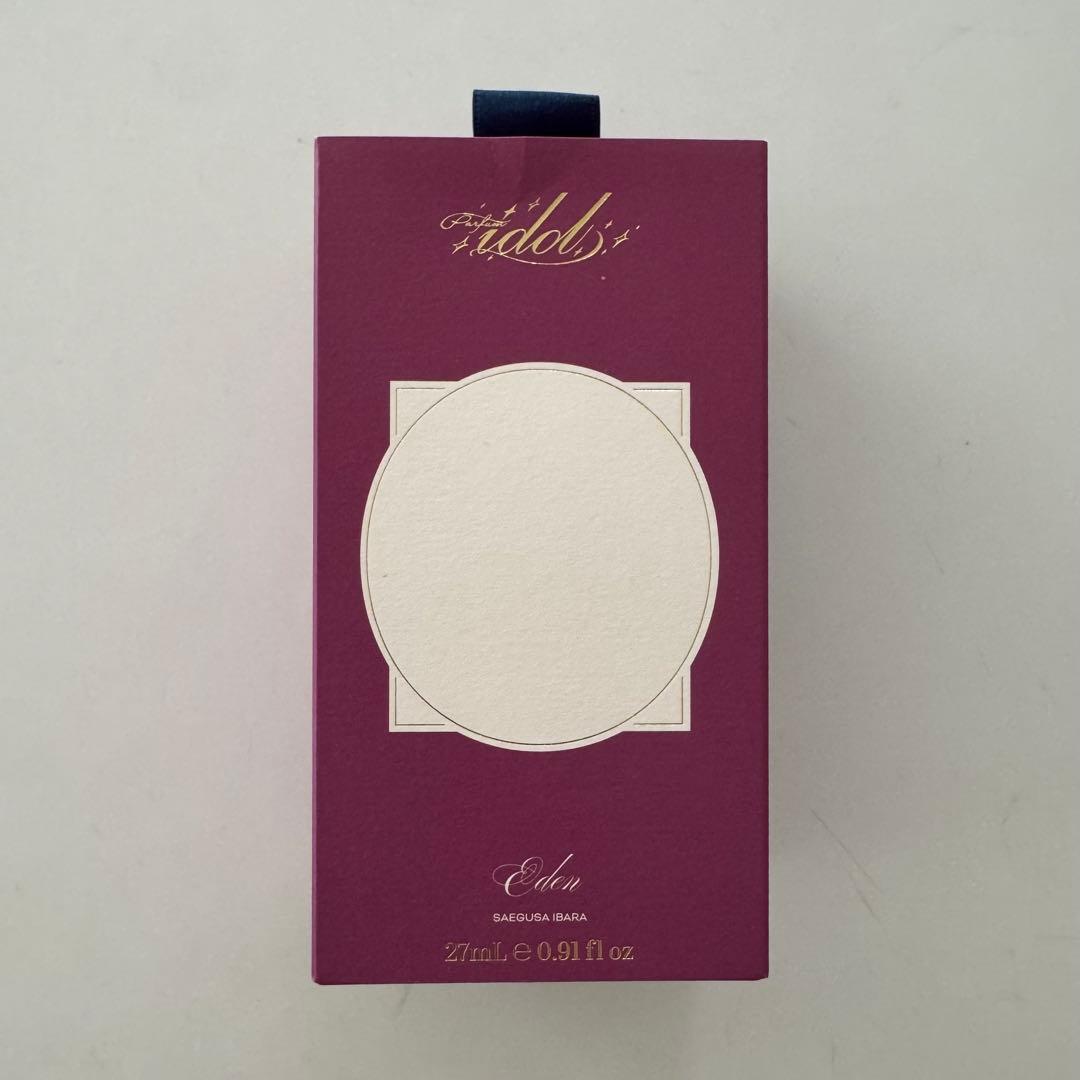 Parfum
idol
Eden
SAEGUSA IBARA
27mL ℮ 0.91 fl oz